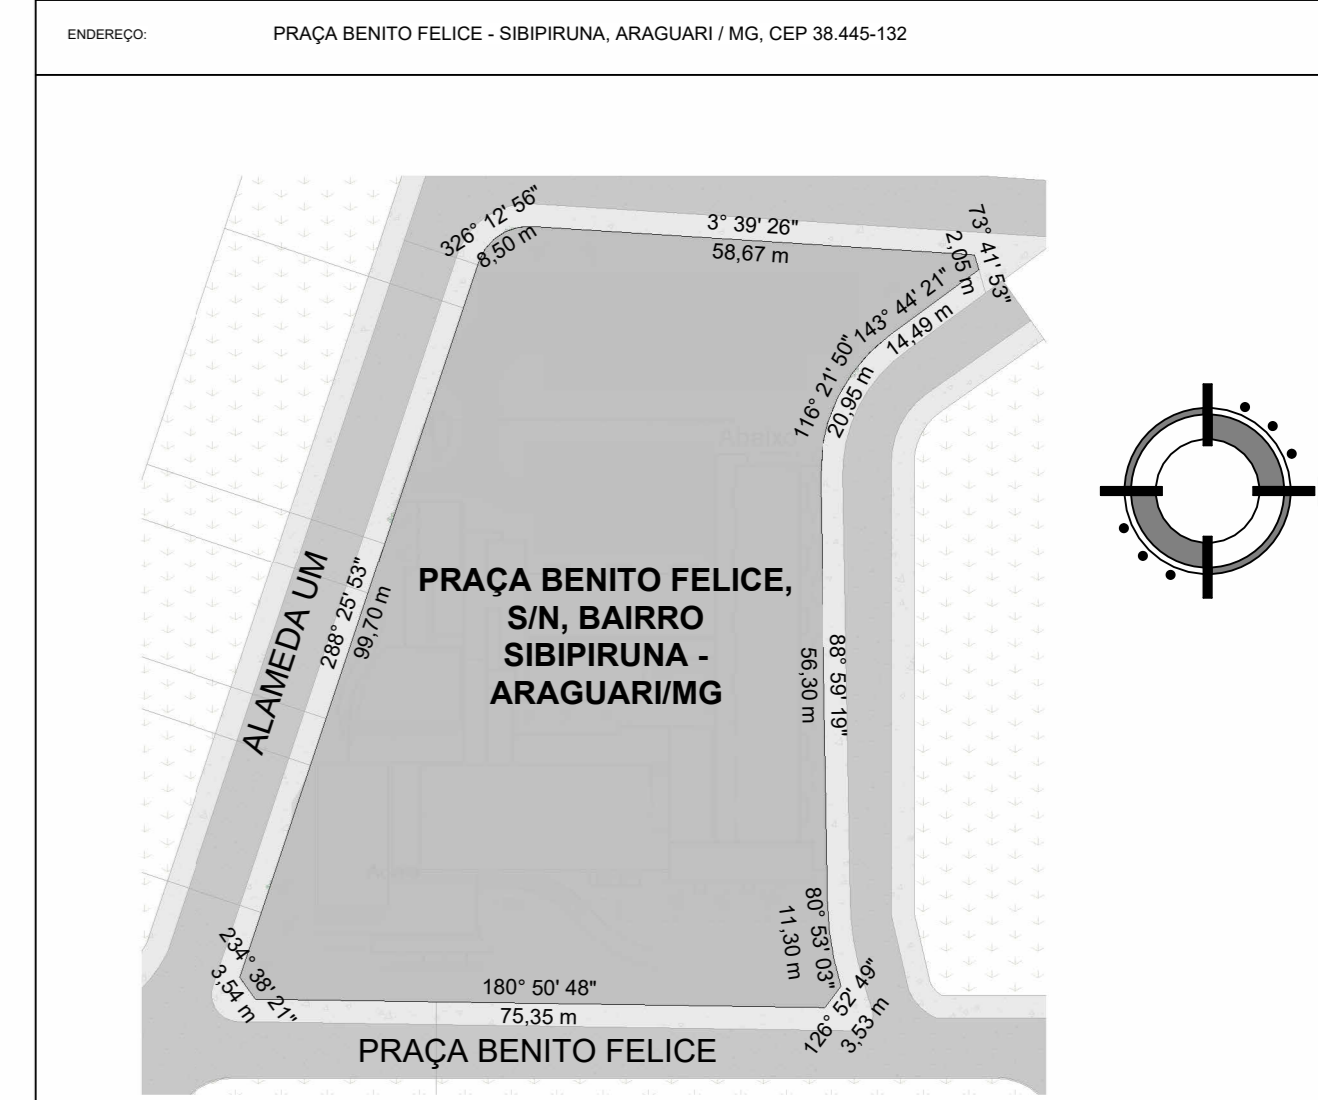 ENDEREÇO:
PRAÇA BENITO FELICE - SIBIPIRUNA, ARAGUARI / MG, CEP 38.445-132
326° 12' 56"
8,50 m
3° 39' 26"
58,67 m
73° 41' 53"
2,05 m
143° 44' 21"
14,49 m
116° 21' 50"
20,95 m
Abaixo
PRAÇA BENITO FELICE,
S/N, BAIRRO
SIBIPIRUNA -
ARAGUARI/MG
ALAMEDA UM
288° 25' 53"
99,70 m
88° 59' 19"
56,30 m
80° 53' 03"
11,30 m
234° 38' 21"
3,54 m
180° 50' 48"
75,35 m
126° 52' 49"
3,53 m
PRAÇA BENITO FELICE